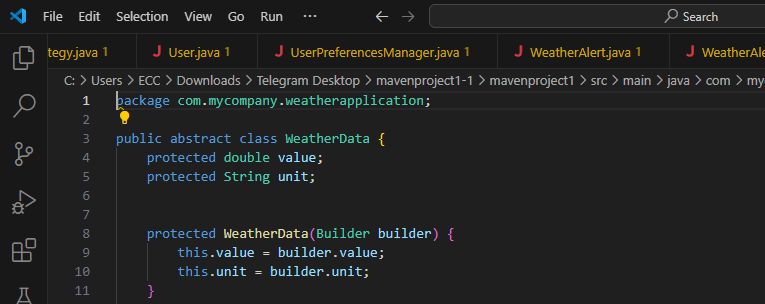 File Edit Selection View Go Run ... Search
tegy.java 1 J User.java 1 J UserPreferencesManager.java 1 J WeatherAlert.java 1 J WeatherAle
C: > Users > ECC > Downloads > Telegram Desktop > mavenproject1-1 > mavenproject1 > src > main > java > com > my
1 package com.mycompany.weatherapplication;
2
3 public abstract class WeatherData {
4 protected double value;
5 protected String unit;
6
7
8 protected WeatherData(Builder builder) {
9 this.value = builder.value;
10 this.unit = builder.unit;
11 }